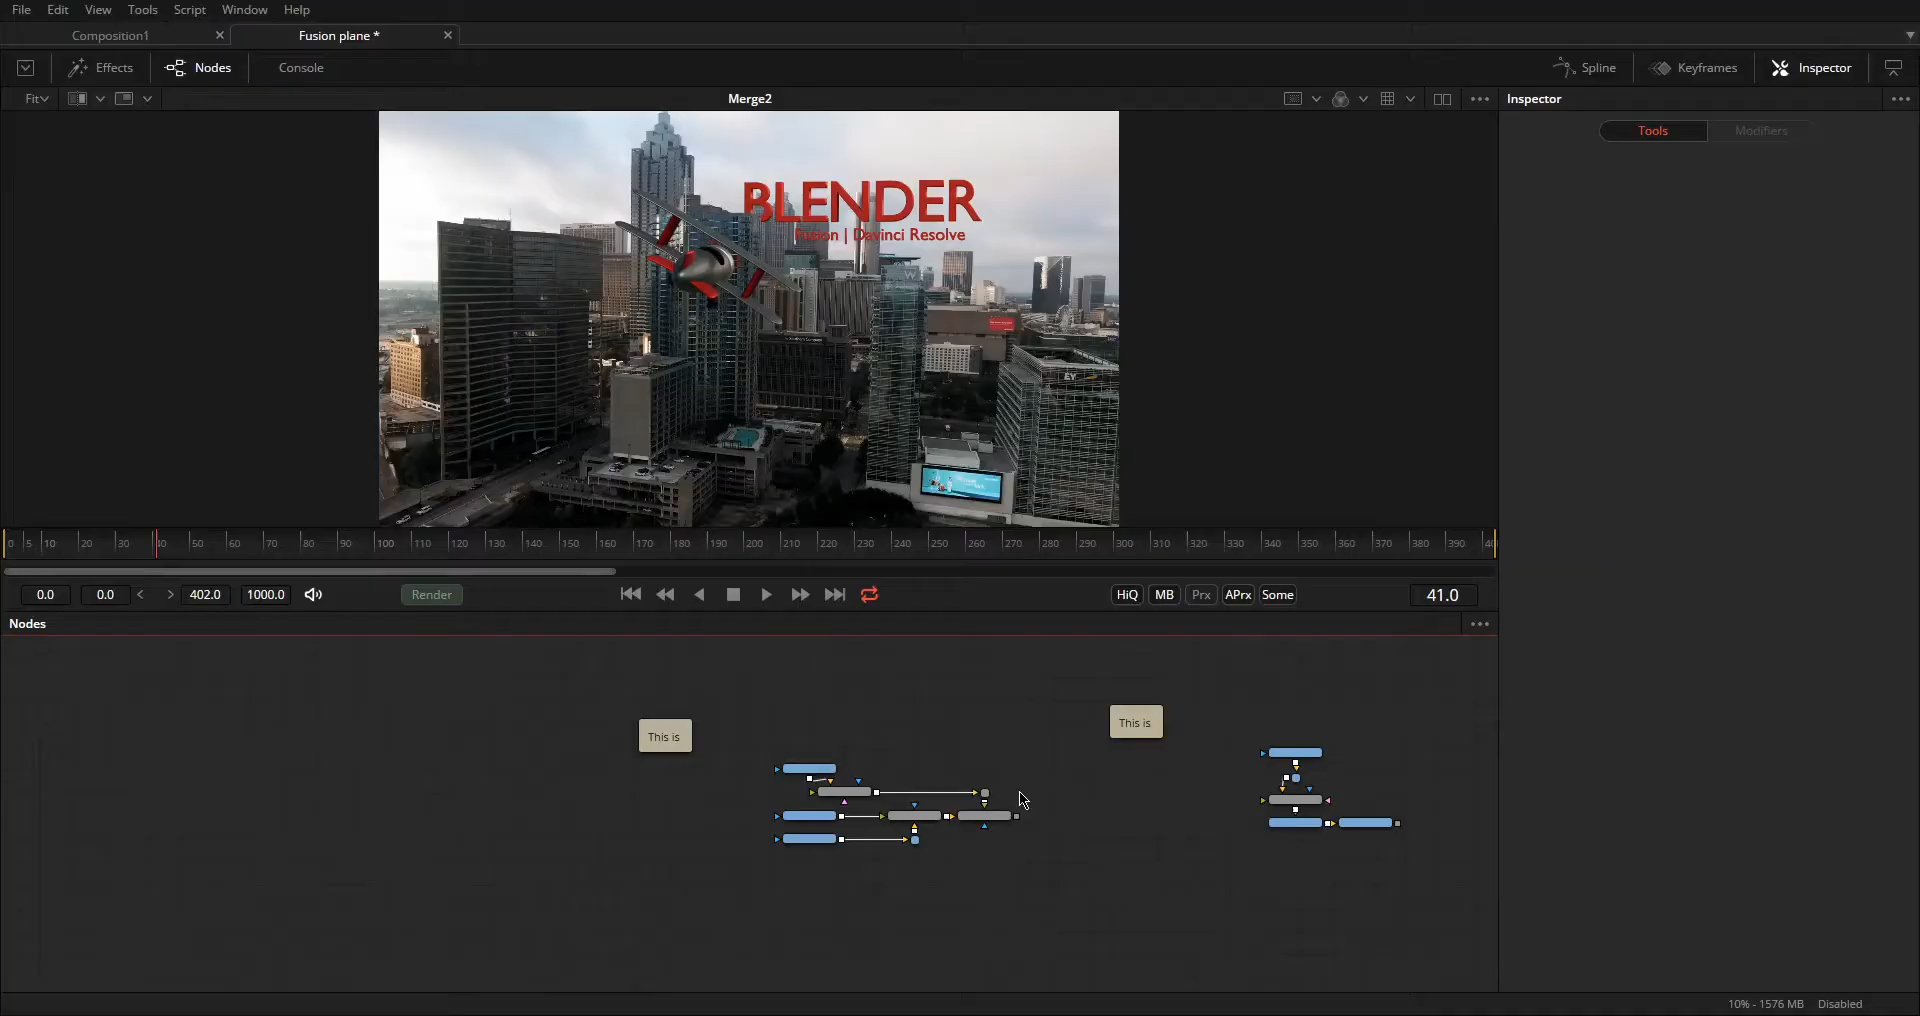 File Edit View Tools Script Window Help
Composition1 Fusion plane *
Effects Nodes Console Spline Keyframes Inspector
Fit Merge2 Inspector
Tools Modifiers
BLENDER
Fusion | Davinci Resolve
W
EY
0 5 10 20 30 40 50 60 70 80 90 100 110 120 130 140 150 160 170 180 190 200 210 220 230 240 250 260 270 280 290 300 310 320 330 340 350 360 370 380 390 40
0.0 0.0 < > 402.0 1000.0 Render HiQ MB Prx APrx Some 41.0
Nodes
This is This is
10% - 1576 MB Disabled